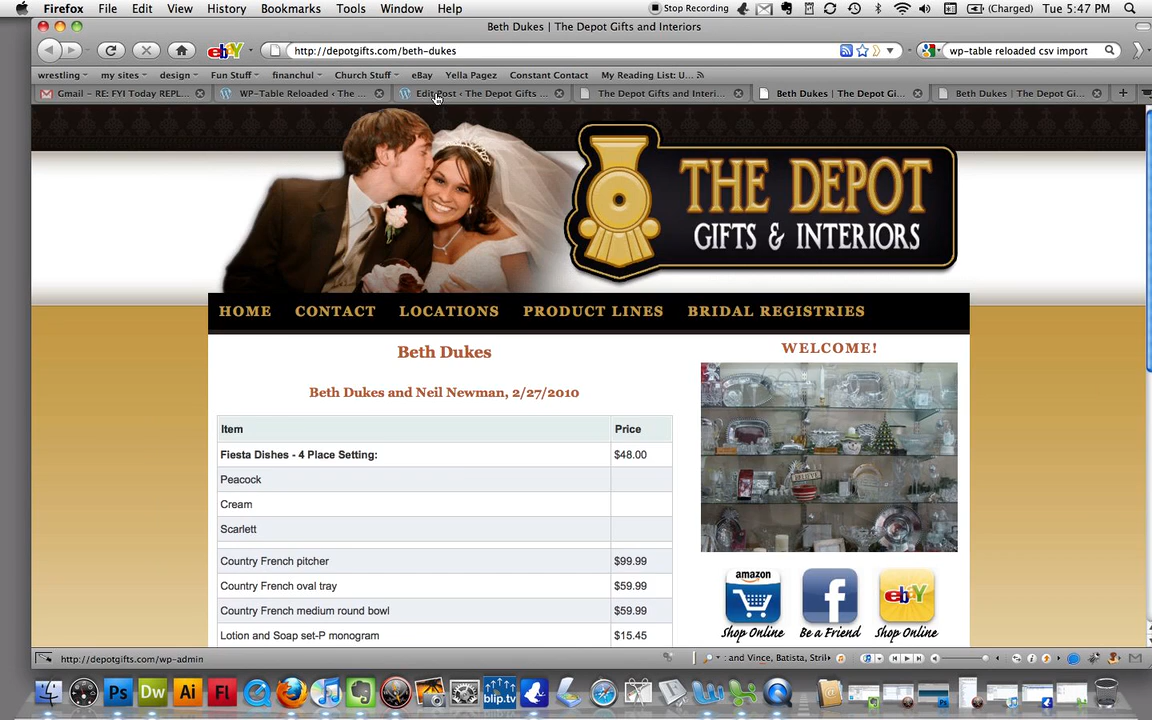 Firefox File Edit View History Bookmarks Tools Window Help Stop Recording (Charged) Tue 5:47 PM
Beth Dukes | The Depot Gifts and Interiors
ebY http://depotgifts.com/beth-dukes wp-table reloaded csv import
wrestling my sites design Fun Stuff financhul Church Stuff eBay Yella Pagez Constant Contact My Reading List: U...
Gmail - RE: FYI Today REPL... WP-Table Reloaded ‹ The ... Edit Post ‹ The Depot Gifts ... The Depot Gifts and Interi... Beth Dukes | The Depot Gi... Beth Dukes | The Depot Gi...
THE DEPOT
GIFTS & INTERIORS
HOME CONTACT LOCATIONS PRODUCT LINES BRIDAL REGISTRIES
Beth Dukes
WELCOME!
Beth Dukes and Neil Newman, 2/27/2010
Item Price
Fiesta Dishes - 4 Place Setting: $48.00
Peacock
Cream
Scarlett
Country French pitcher $99.99
Country French oval tray $59.99
Country French medium round bowl $59.99
Lotion and Soap set-P monogram $15.45
amazon
Shop Online
Be a Friend
ebY
Shop Online
http://depotgifts.com/wp-admin : and Vince, Batista, Strik
Ps Dw Ai Fl blip.tv